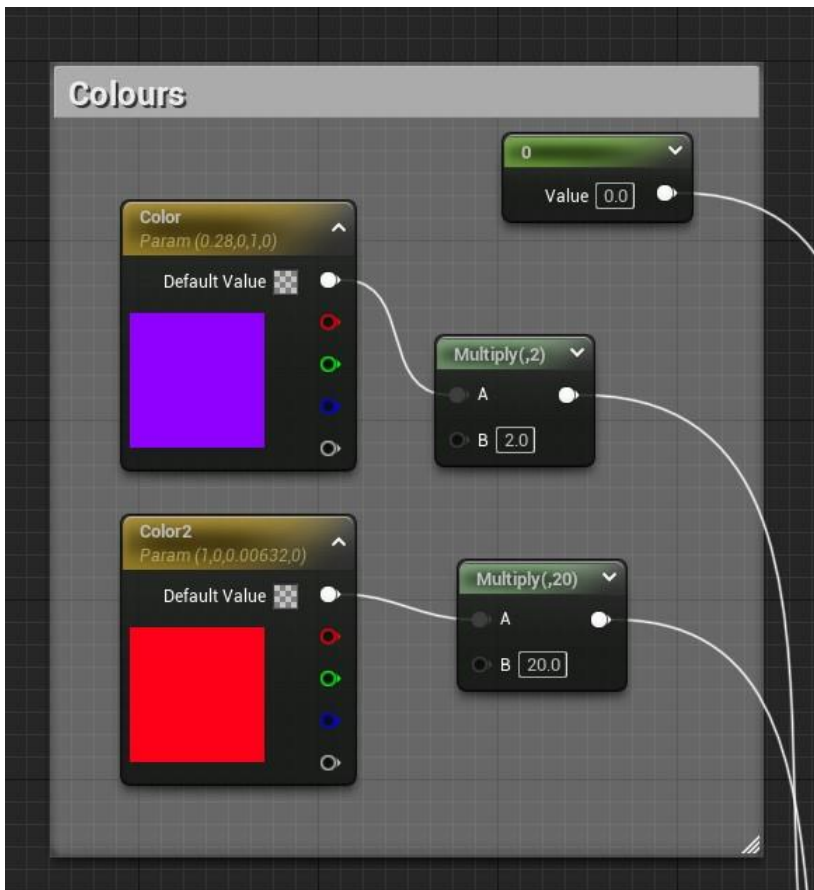 Colours
0
Value 0.0
Color
Param (0.28,0,1,0)
Default Value
Multiply(,2)
A
B 2.0
Color2
Param (1,0,0.00632,0)
Default Value
Multiply(,20)
A
B 20.0